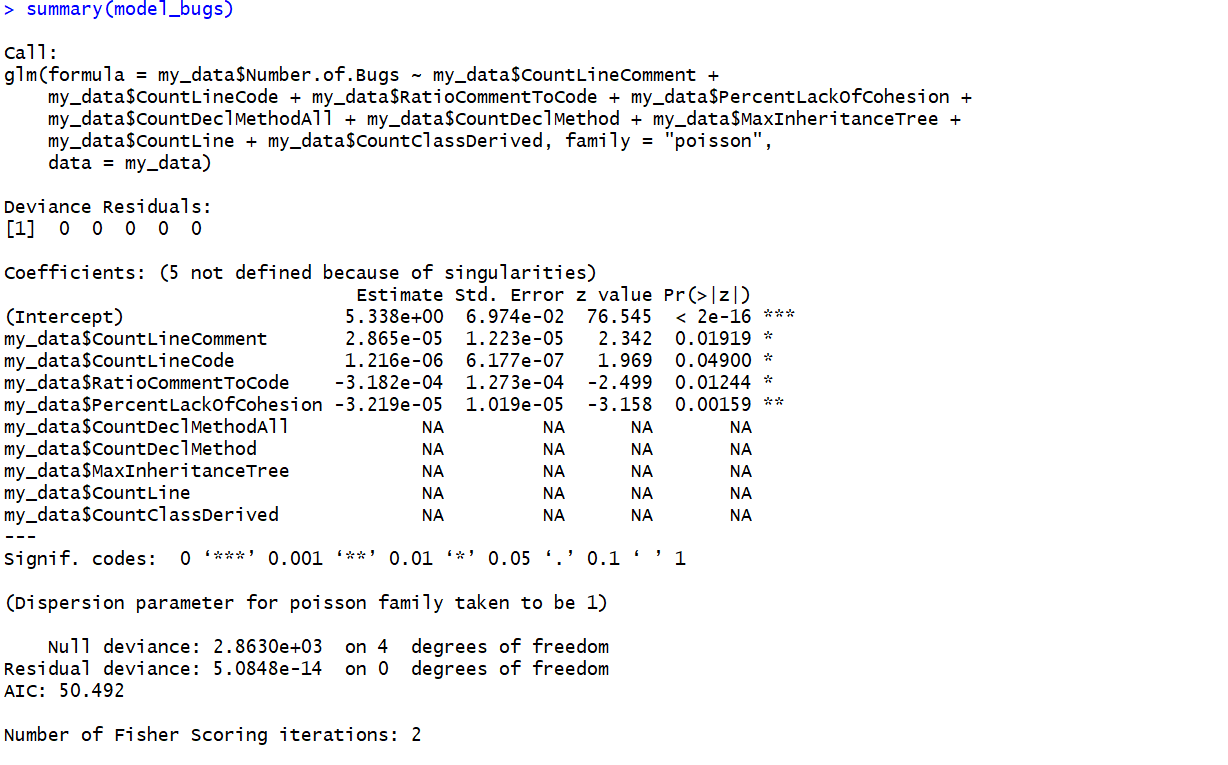 > summary(model_bugs)
Call:
glm(formula = my_data$Number.of.Bugs ~ my_data$CountLineComment +
    my_data$CountLineCode + my_data$RatioCommentToCode + my_data$PercentLackOfCohesion +
    my_data$CountDeclMethodAll + my_data$CountDeclMethod + my_data$MaxInheritanceTree +
    my_data$CountLine + my_data$CountClassDerived, family = "poisson",
    data = my_data)
Deviance Residuals:
[1]  0  0  0  0  0
Coefficients: (5 not defined because of singularities)
                                Estimate Std. Error z value Pr(>|z|)
(Intercept)                    5.338e+00  6.974e-02  76.545  < 2e-16 ***
my_data$CountLineComment       2.865e-05  1.223e-05   2.342  0.01919 *
my_data$CountLineCode          1.216e-06  6.177e-07   1.969  0.04900 *
my_data$RatioCommentToCode    -3.182e-04  1.273e-04  -2.499  0.01244 *
my_data$PercentLackOfCohesion -3.219e-05  1.019e-05  -3.158  0.00159 **
my_data$CountDeclMethodAll            NA         NA      NA       NA
my_data$CountDeclMethod               NA         NA      NA       NA
my_data$MaxInheritanceTree            NA         NA      NA       NA
my_data$CountLine                     NA         NA      NA       NA
my_data$CountClassDerived             NA         NA      NA       NA
---
Signif. codes:  0 ‘***’ 0.001 ‘**’ 0.01 ‘*’ 0.05 ‘.’ 0.1 ‘ ’ 1
(Dispersion parameter for poisson family taken to be 1)
    Null deviance: 2.8630e+03  on 4  degrees of freedom
Residual deviance: 5.0848e-14  on 0  degrees of freedom
AIC: 50.492
Number of Fisher Scoring iterations: 2